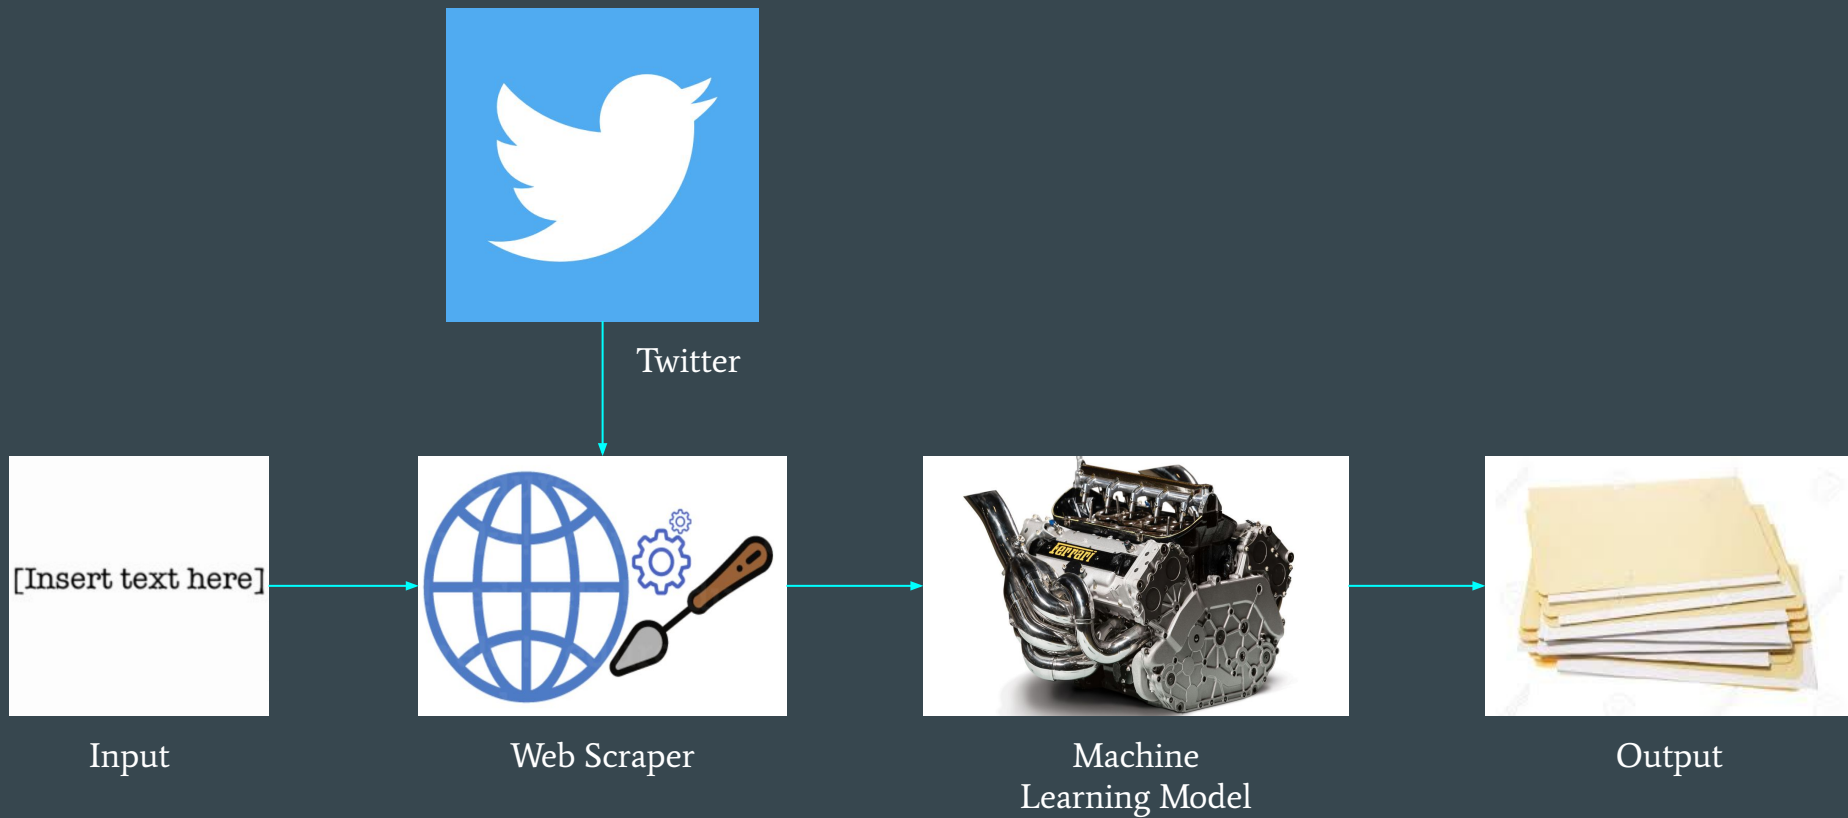 Twitter
[Insert text here]
Ferrari
Input
Web Scraper
Machine
Learning Model
Output